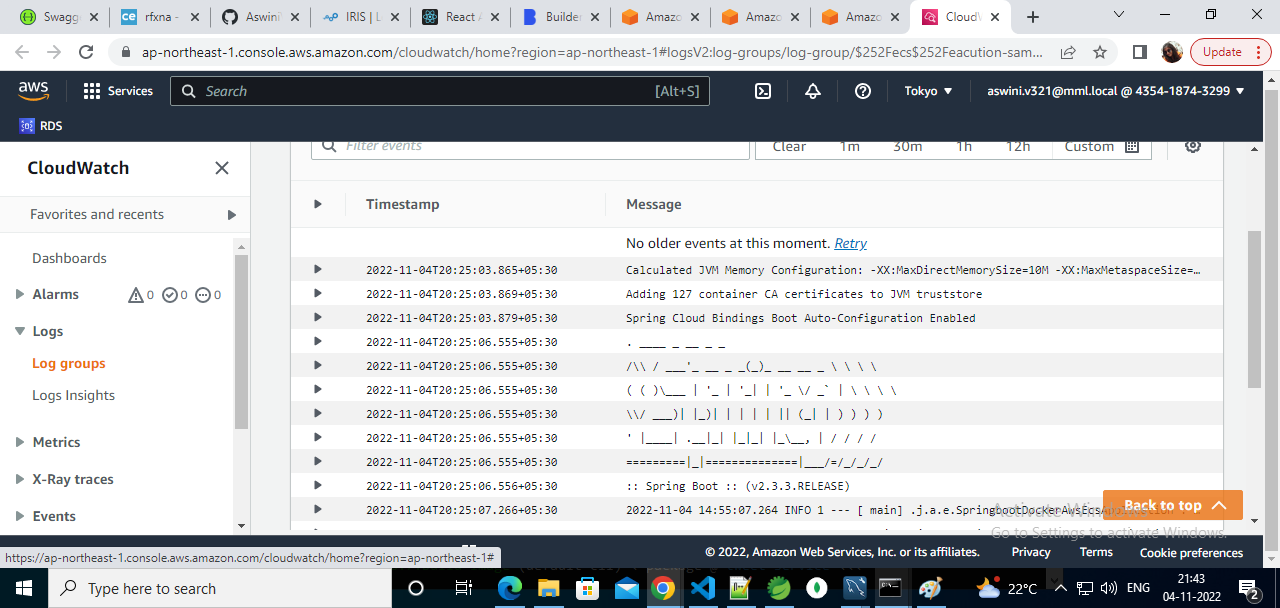 Swagge
rfxna -
Aswini
IRIS | L
React A
Builder
Amazo
Amazo
Amazo
CloudW
ap-northeast-1.console.aws.amazon.com/cloudwatch/home?region=ap-northeast-1#logsV2:log-groups/log-group/$252Fecs$252Feacution-sam...
Update
aws
Services
Search
[Alt+S]
Tokyo ▼
aswini.v321@mml.local @ 4354-1874-3299 ▼
RDS
CloudWatch
Favorites and recents
Dashboards
Alarms 0 0 0
Logs
Log groups
Logs Insights
Metrics
X-Ray traces
Events
Filter events
Clear 1m 30m 1h 12h Custom
Timestamp Message
No older events at this moment. Retry
2022-11-04T20:25:03.865+05:30 Calculated JVM Memory Configuration: -XX:MaxDirectMemorySize=10M -XX:MaxMetaspaceSize=…
2022-11-04T20:25:03.869+05:30 Adding 127 container CA certificates to JVM truststore
2022-11-04T20:25:03.879+05:30 Spring Cloud Bindings Boot Auto-Configuration Enabled
2022-11-04T20:25:06.555+05:30 . ____ _ __ _ _
2022-11-04T20:25:06.555+05:30 /\\ / ___'_ __ _ _(_)_ __ __ _ \ \ \ \
2022-11-04T20:25:06.555+05:30 ( ( )\___ | '_ | '_| | '_ \/ _` | \ \ \ \
2022-11-04T20:25:06.555+05:30 \\/ ___)| |_)| | | | | || (_| | ) ) ) )
2022-11-04T20:25:06.555+05:30 ' |____| .__|_| |_|_| |_\__, | / / / /
2022-11-04T20:25:06.555+05:30 =========|_|==============|___/=/_/_/_/
2022-11-04T20:25:06.556+05:30 :: Spring Boot :: (v2.3.3.RELEASE)
2022-11-04T20:25:07.266+05:30 2022-11-04 14:55:07.264 INFO 1 --- [ main] .j.a.e.SpringbootDockerAwsEcsApplication :
Back to top
Activate Windows
Go to Settings to activate Windows.
https://ap-northeast-1.console.aws.amazon.com/cloudwatch/home?region=ap-northeast-1#
© 2022, Amazon Web Services, Inc. or its affiliates.
Privacy
Terms
Cookie preferences
Type here to search
22°C
ENG
21:43
04-11-2022
2